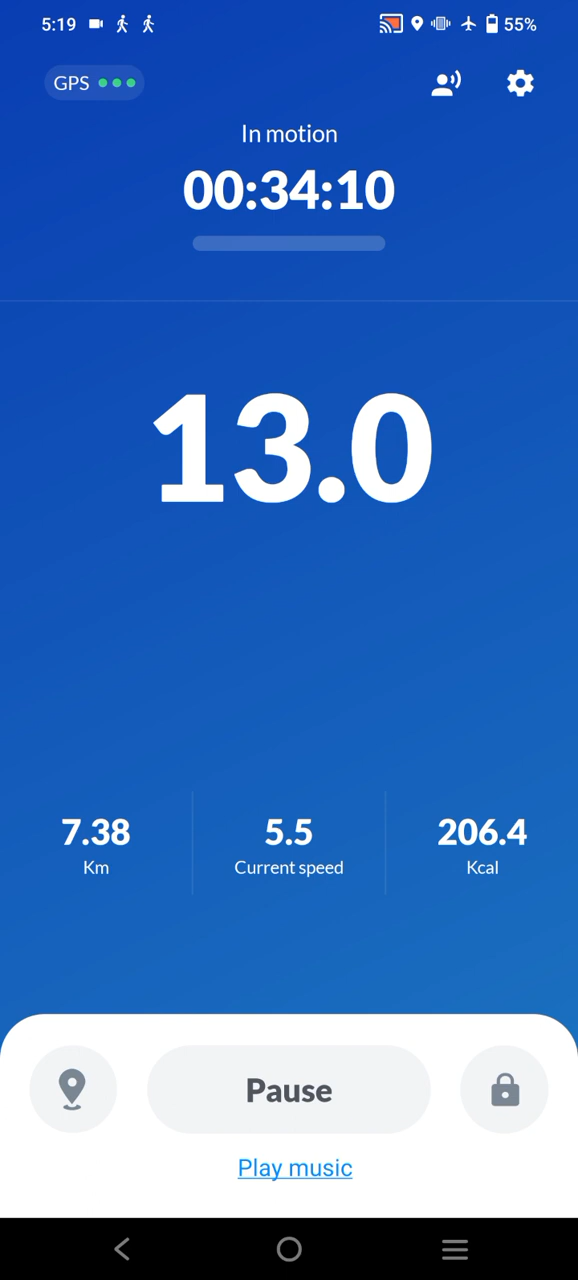 5:19 55%
GPS
In motion
00:34:10
13.0
7.38 5.5 206.4
Km Current speed Kcal
Pause
Play music